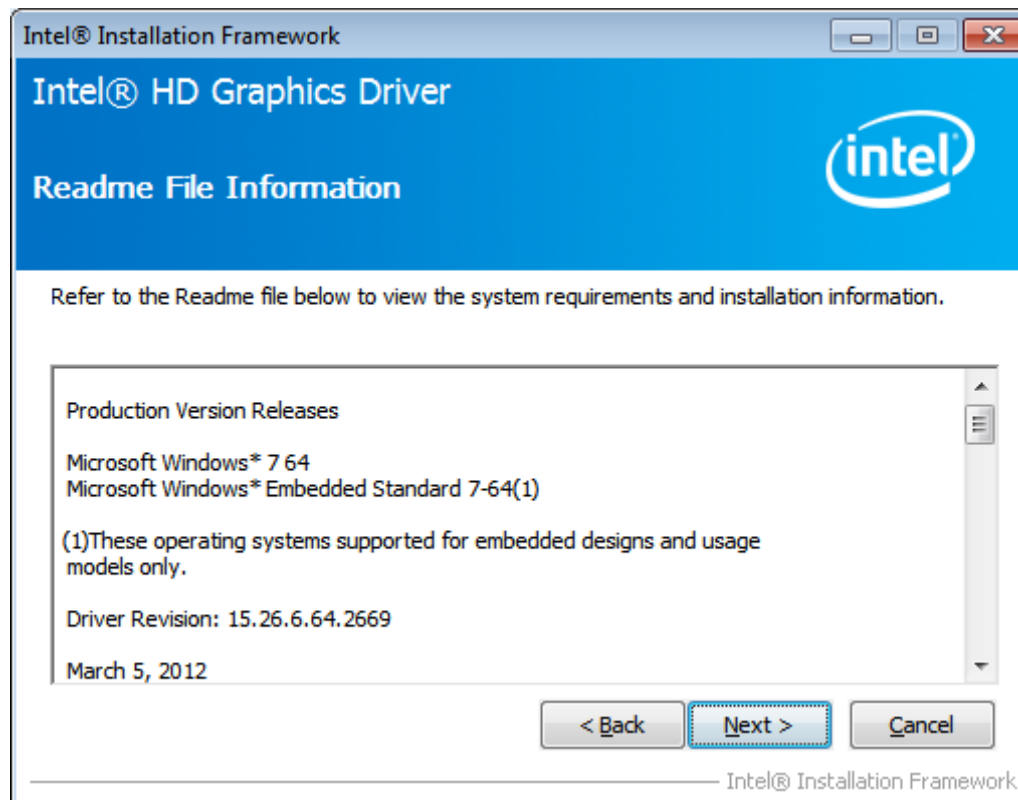 Intel® Installation Framework
Intel® HD Graphics Driver
intel
Readme File Information
Refer to the Readme file below to view the system requirements and installation information.
Production Version Releases
Microsoft Windows* 7 64
Microsoft Windows* Embedded Standard 7-64(1)
(1)These operating systems supported for embedded designs and usage
models only.
Driver Revision: 15.26.6.64.2669
March 5, 2012
< Back
Next >
Cancel
Intel® Installation Framework